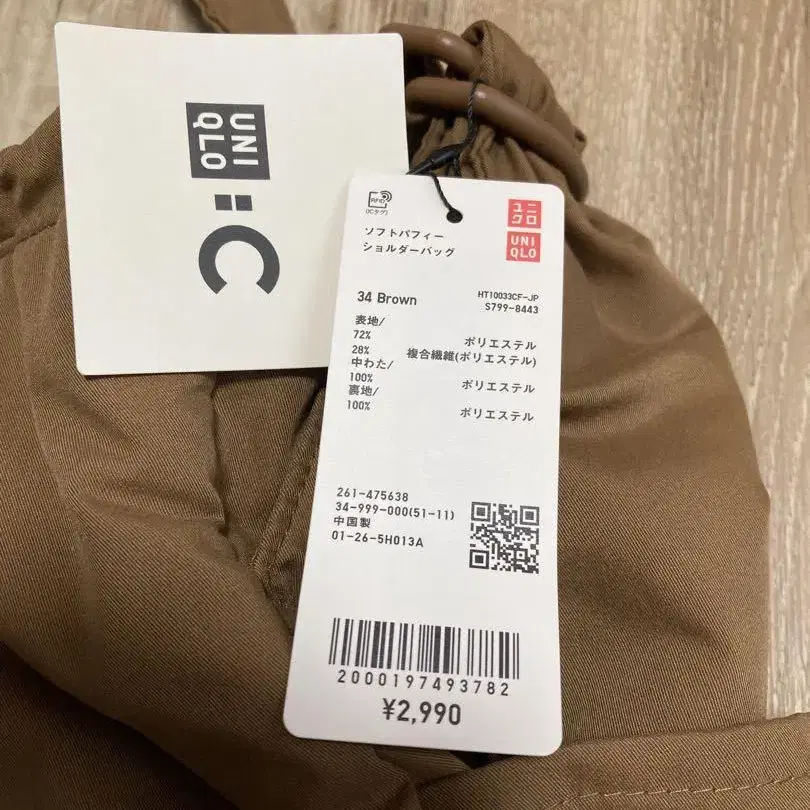 UNI
QLO
:C
RFID
(ICタグ)
ソフトパフィー
ショルダーバッグ
ユニ
クロ
UNI
QLO
34 Brown
HT10033CF-JP
S799-8443
表地/
72% ポリエステル
28% 複合繊維(ポリエステル)
中わた/
100% ポリエステル
裏地/
100% ポリエステル
261-475638
34-999-000(51-11)
中国製
01-26-5H013A
2000197493782
¥2,990